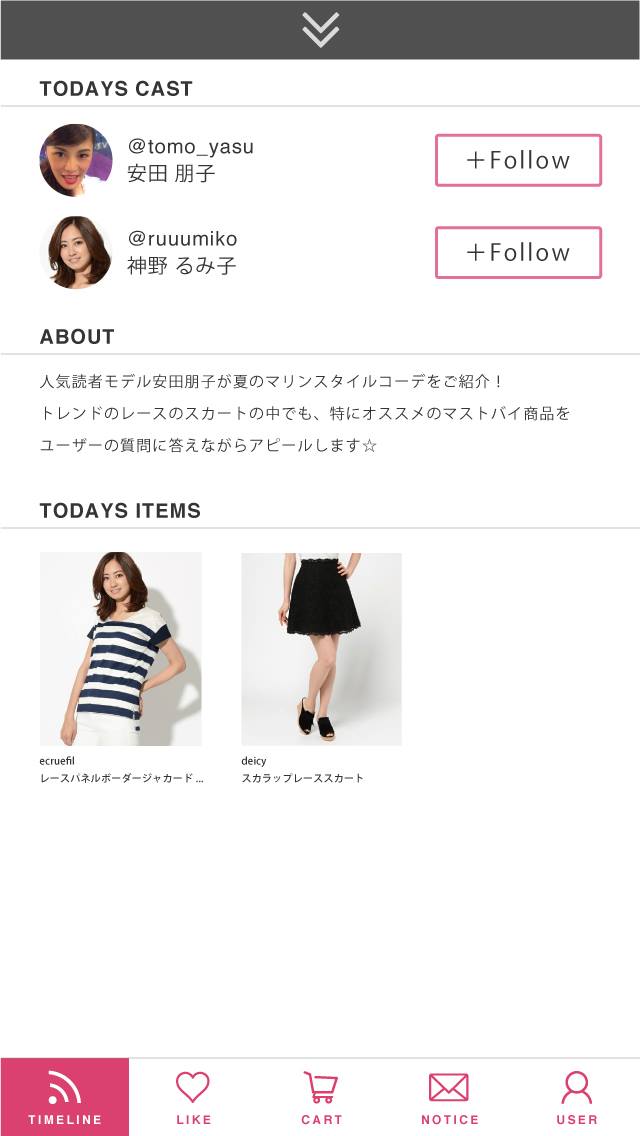 TODAYS CAST
@tomo_yasu
安田 朋子
＋Follow
@ruuumiko
神野 るみ子
＋Follow
ABOUT
人気読者モデル安田朋子が夏のマリンスタイルコーデをご紹介！
トレンドのレースのスカートの中でも、特にオススメのマストバイ商品を
ユーザーの質問に答えながらアピールします☆
TODAYS ITEMS
ecruefil
レースパネルボーダージャカード ...
deicy
スカラップレーススカート
TIMELINE
LIKE
CART
NOTICE
USER